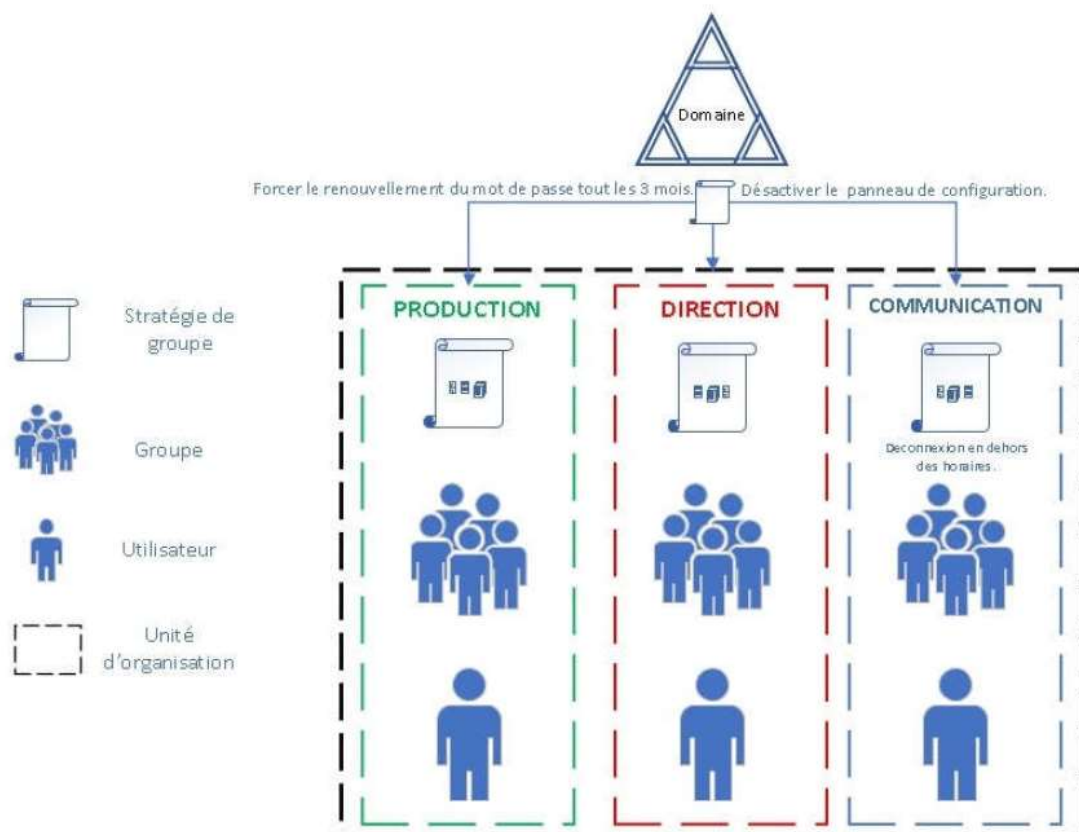 Domaine
Forcer le renouvellement du mot de passe tout les 3 mois.
Désactiver le panneau de configuration.
PRODUCTION
DIRECTION
COMMUNICATION
Deconnexion en dehors
des horaires.
Stratégie de
groupe
Groupe
Utilisateur
Unité
d'organisation